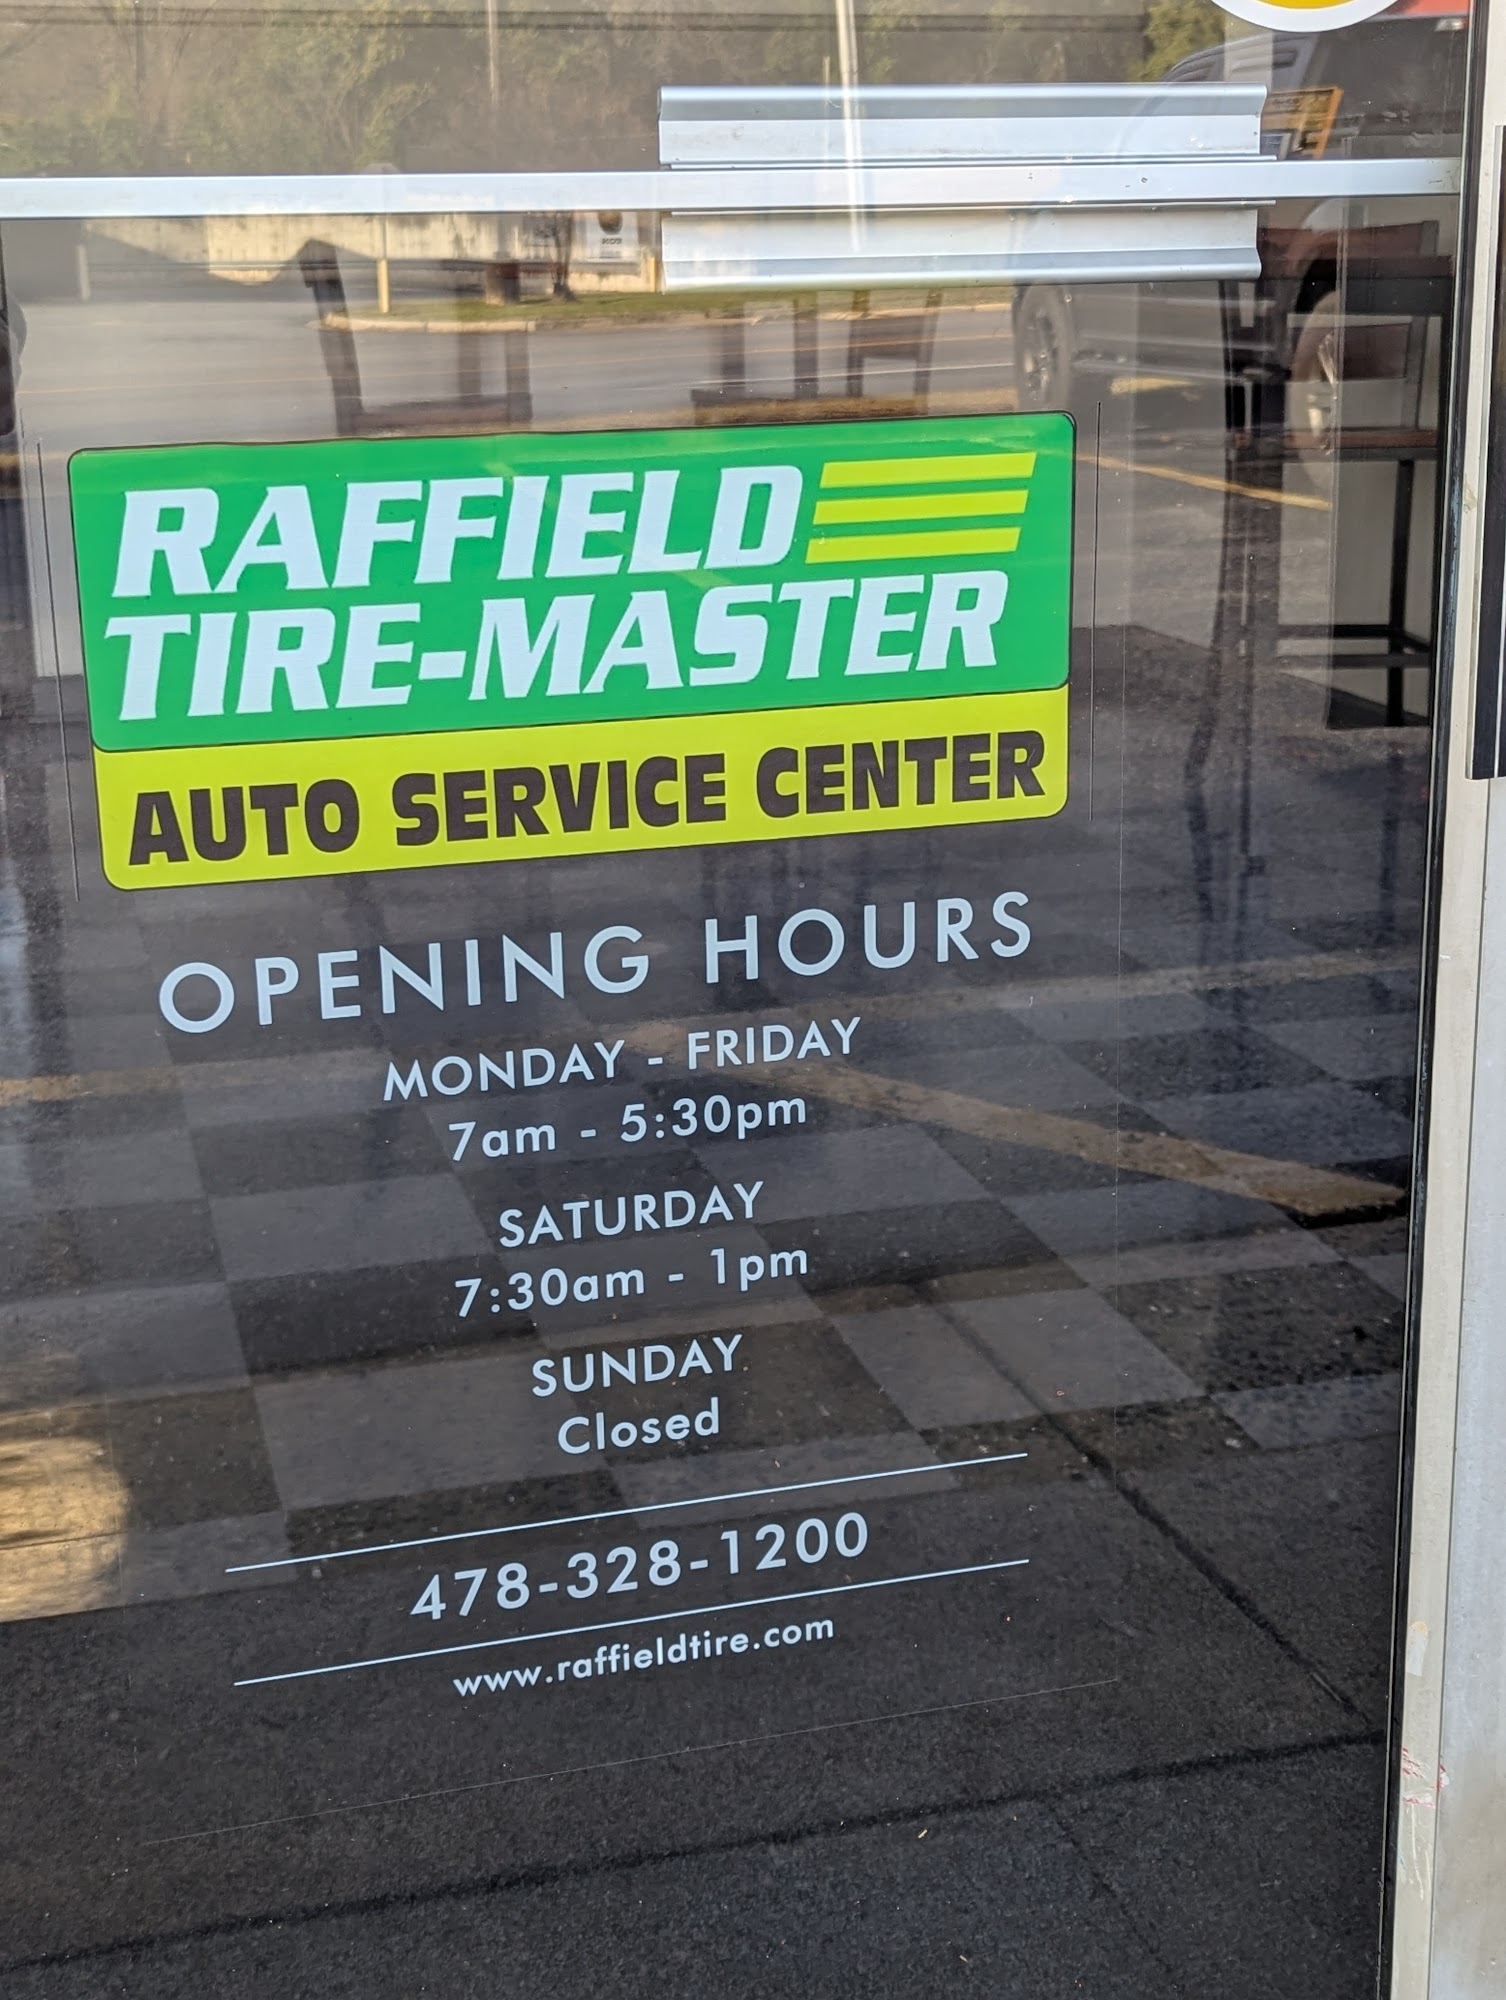 RAFFIELD
TIRE-MASTER
AUTO SERVICE CENTER
OPENING HOURS
MONDAY - FRIDAY
7am - 5:30pm
SATURDAY
7:30am - 1pm
SUNDAY
Closed
478-328-1200
www.raffieldtire.com